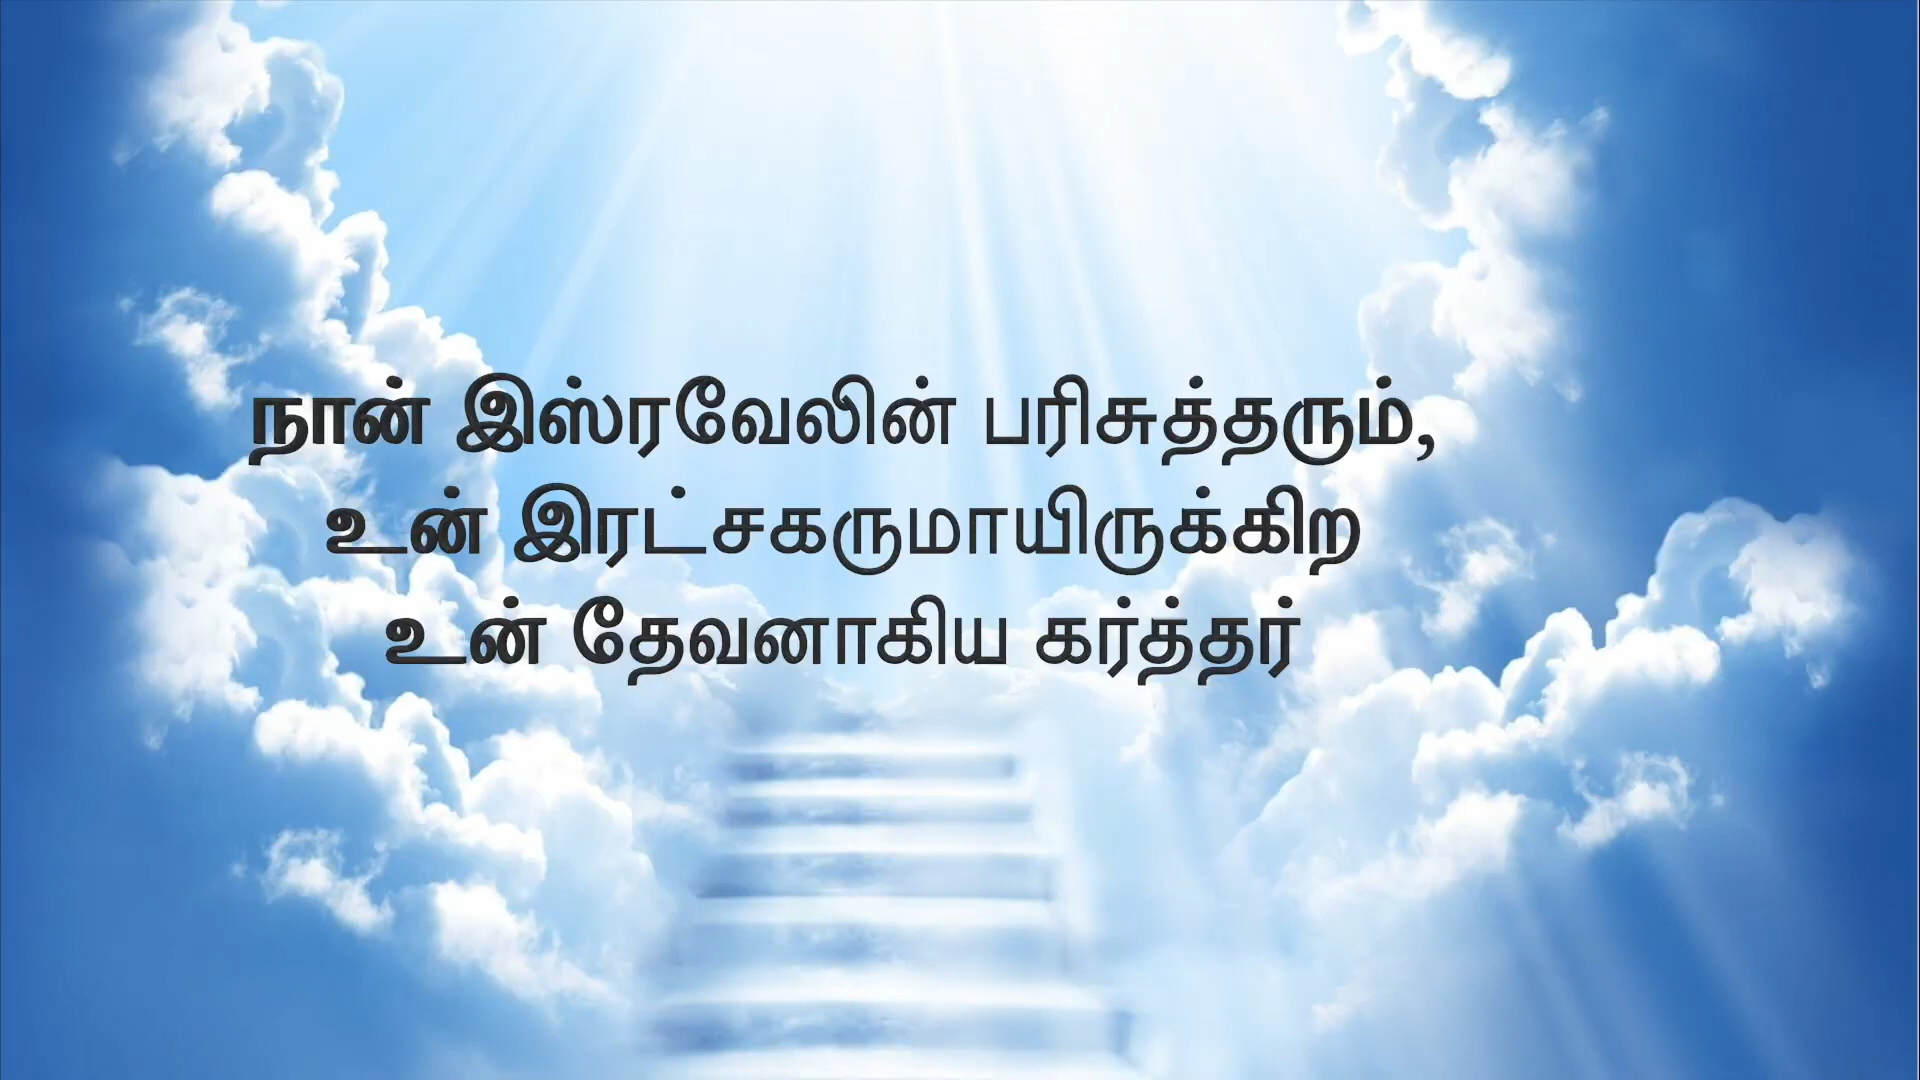 நான் இஸ்ரவேலின் பரிசுத்தரும்,
உன் இரட்சகருமாயிருக்கிற
உன் தேவனாகிய கர்த்தர்